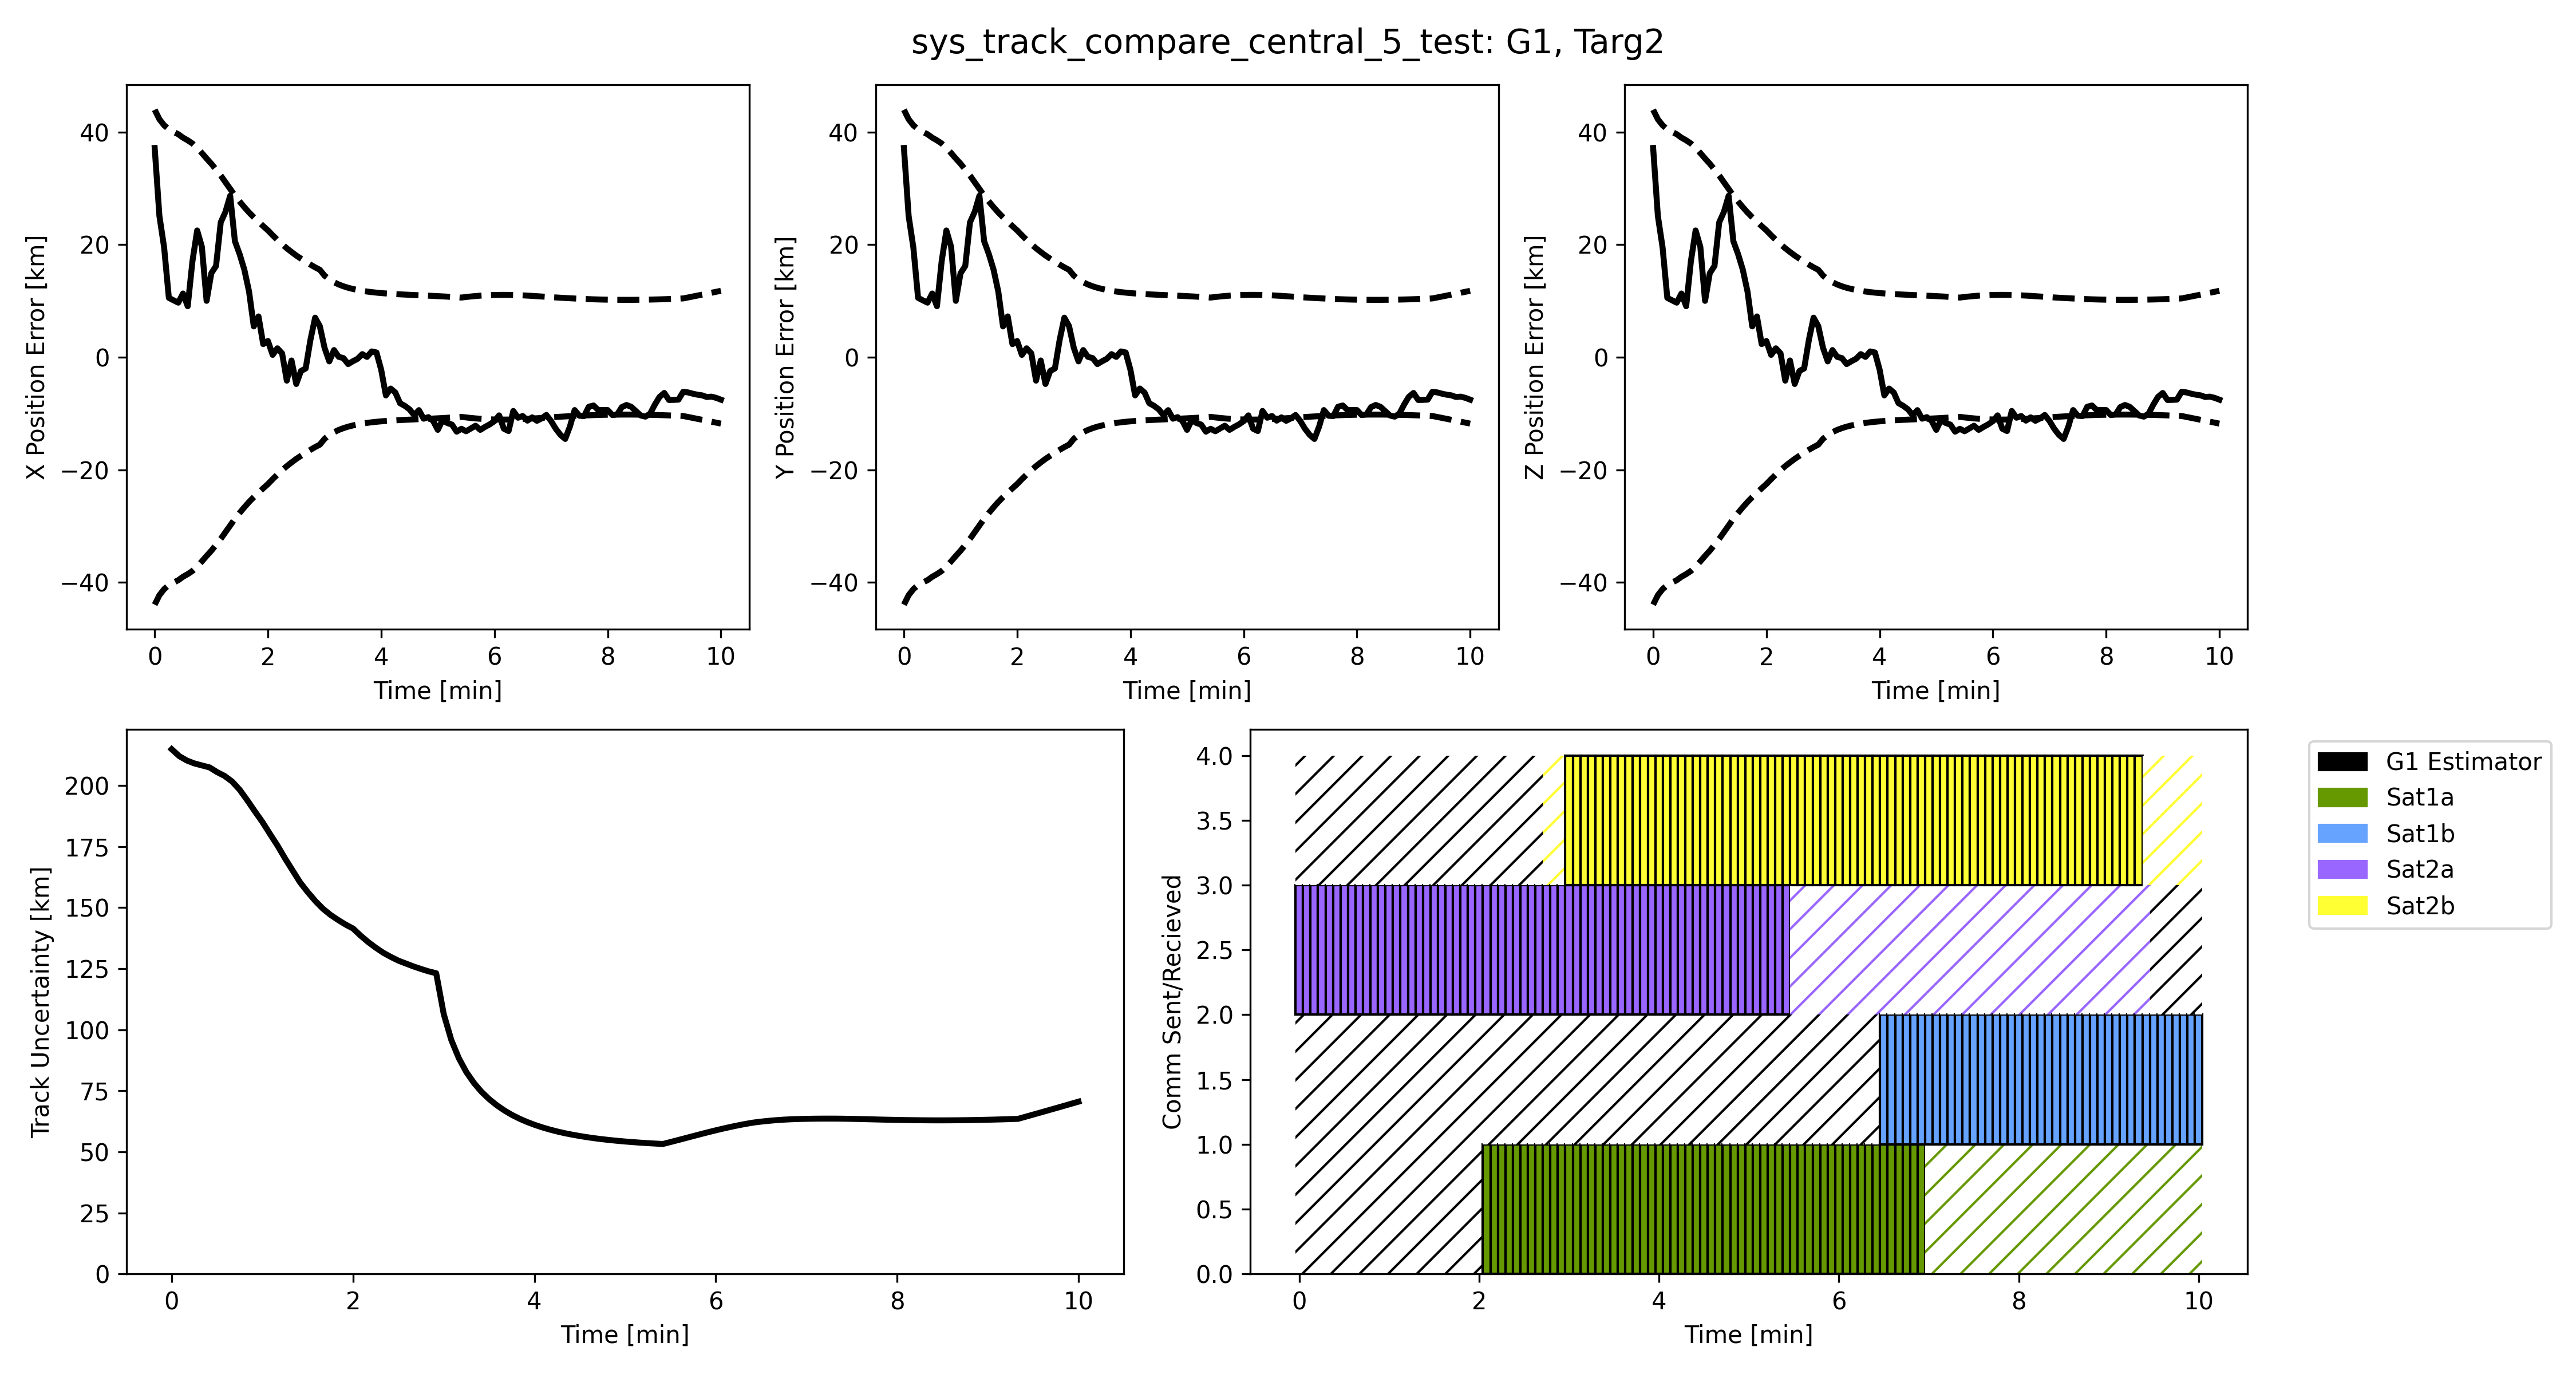 sys_track_compare_central_5_test: G1, Targ2
X Position Error [km]
40
20
0
−20
−40
0 2 4 6 8 10
Time [min]
Y Position Error [km]
40
20
0
−20
−40
0 2 4 6 8 10
Time [min]
Z Position Error [km]
40
20
0
−20
−40
0 2 4 6 8 10
Time [min]
Track Uncertainty [km]
200
175
150
125
100
75
50
25
0
0 2 4 6 8 10
Time [min]
Comm Sent/Recieved
4.0
3.5
3.0
2.5
2.0
1.5
1.0
0.5
0.0
0 2 4 6 8 10
Time [min]
G1 Estimator
Sat1a
Sat1b
Sat2a
Sat2b